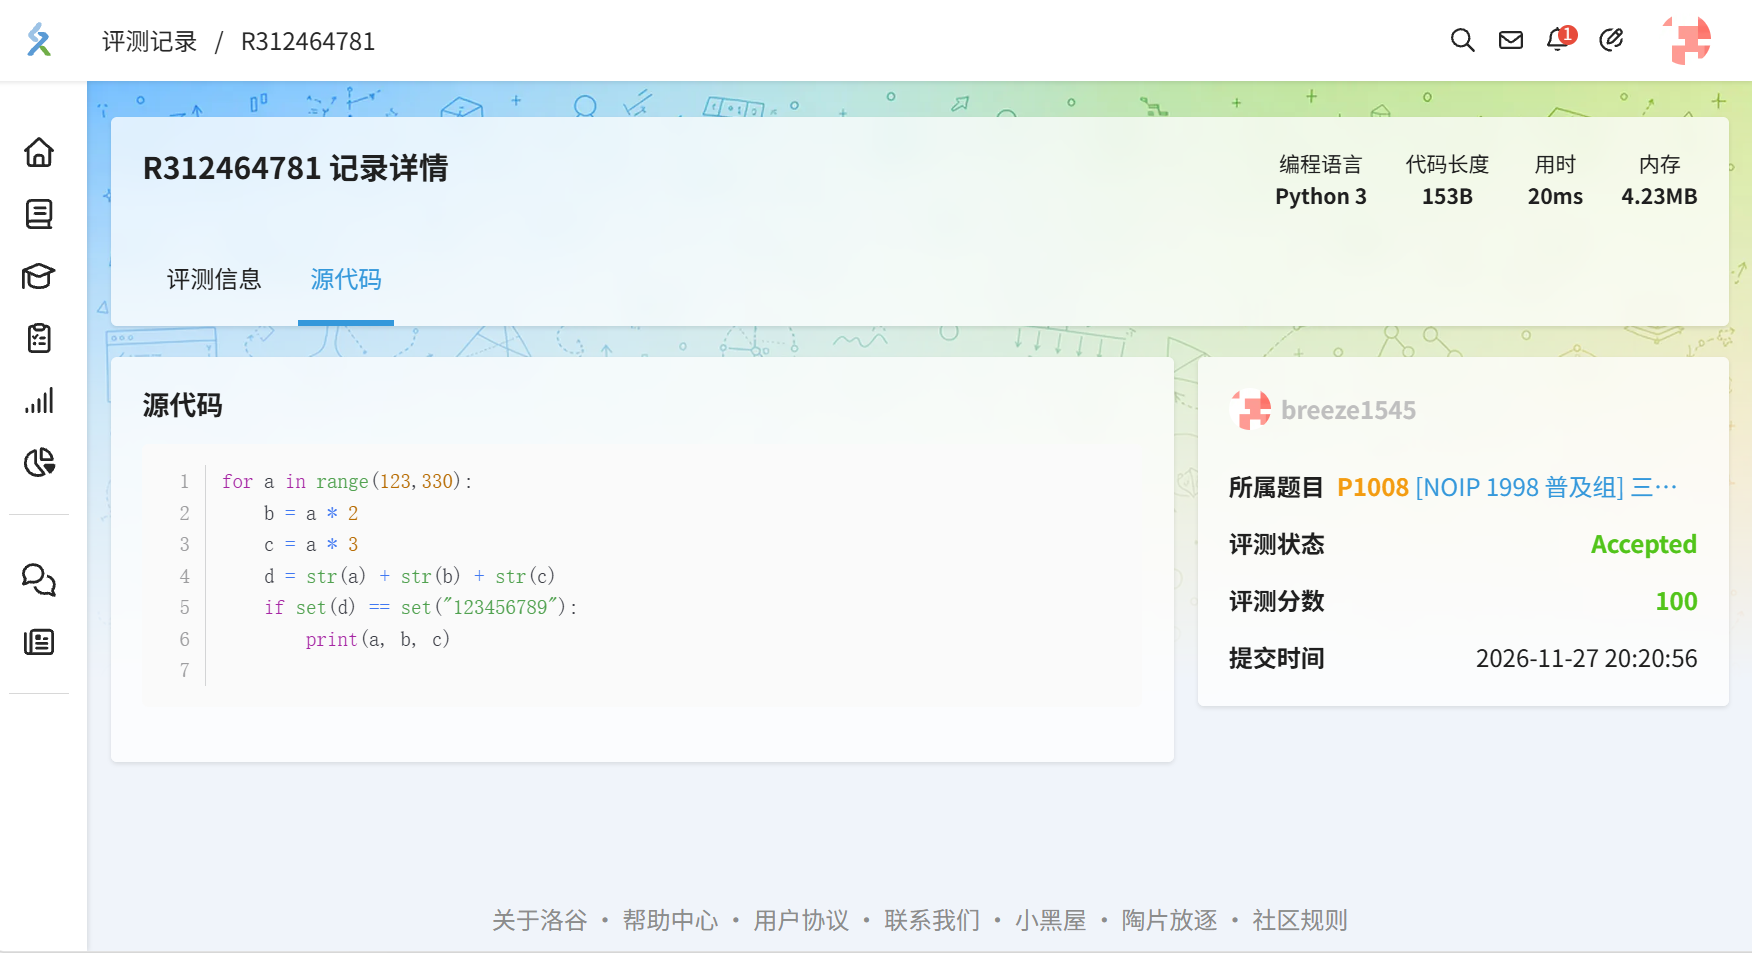 评测记录 / R312464781
1
R312464781 记录详情
编程语言 代码长度 用时 内存
Python 3 153B 20ms 4.23MB
评测信息 源代码
源代码
1 for a in range(123,330):
2     b = a * 2
3     c = a * 3
4     d = str(a) + str(b) + str(c)
5     if set(d) == set("123456789"):
6         print(a, b, c)
7
breeze1545
所属题目 P1008 [NOIP 1998 普及组] 三…
评测状态 Accepted
评测分数 100
提交时间 2026-11-27 20:20:56
关于洛谷 • 帮助中心 • 用户协议 • 联系我们 • 小黑屋 • 陶片放逐 • 社区规则